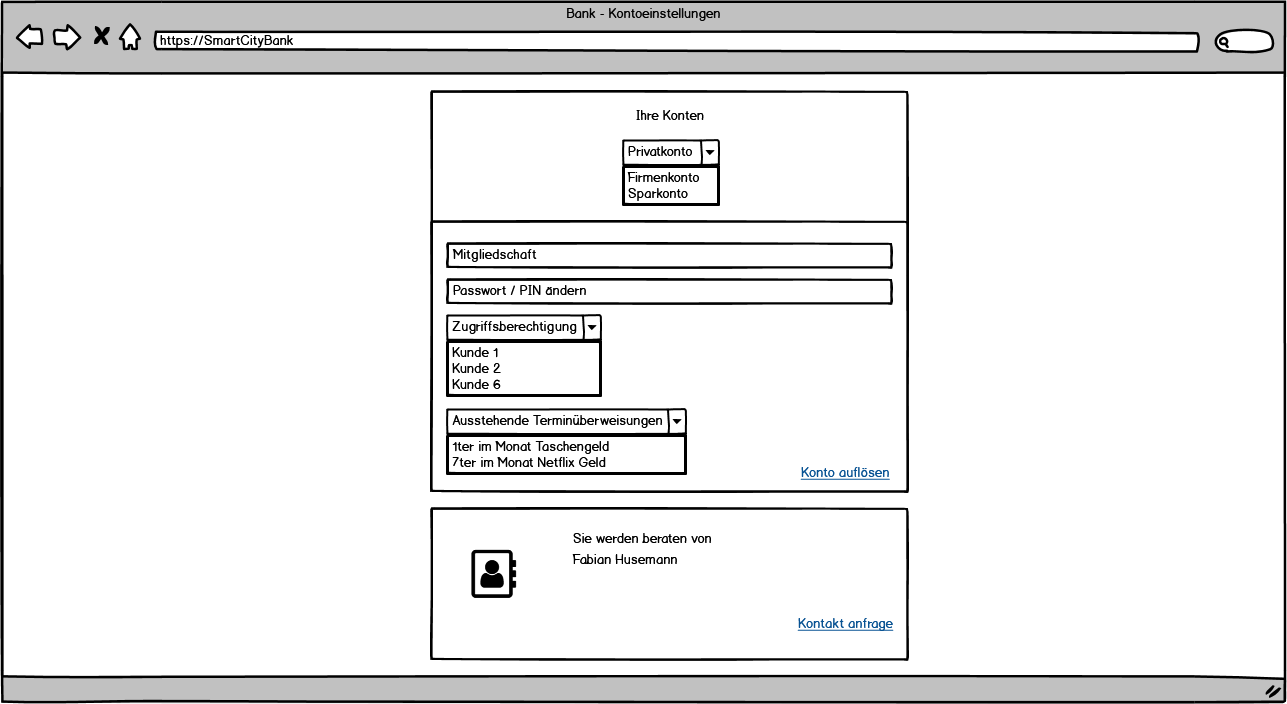 Bank - Kontoeinstellungen
https://SmartCityBank
Ihre Konten
Privatkonto
Firmenkonto
Sparkonto
Mitgliedschaft
Passwort / PIN ändern
Zugriffsberechtigung
Kunde 1
Kunde 2
Kunde 6
Ausstehende Terminüberweisungen
1ter im Monat Taschengeld
7ter im Monat Netflix Geld
Konto auflösen
Sie werden beraten von
Fabian Husemann
Kontakt anfrage